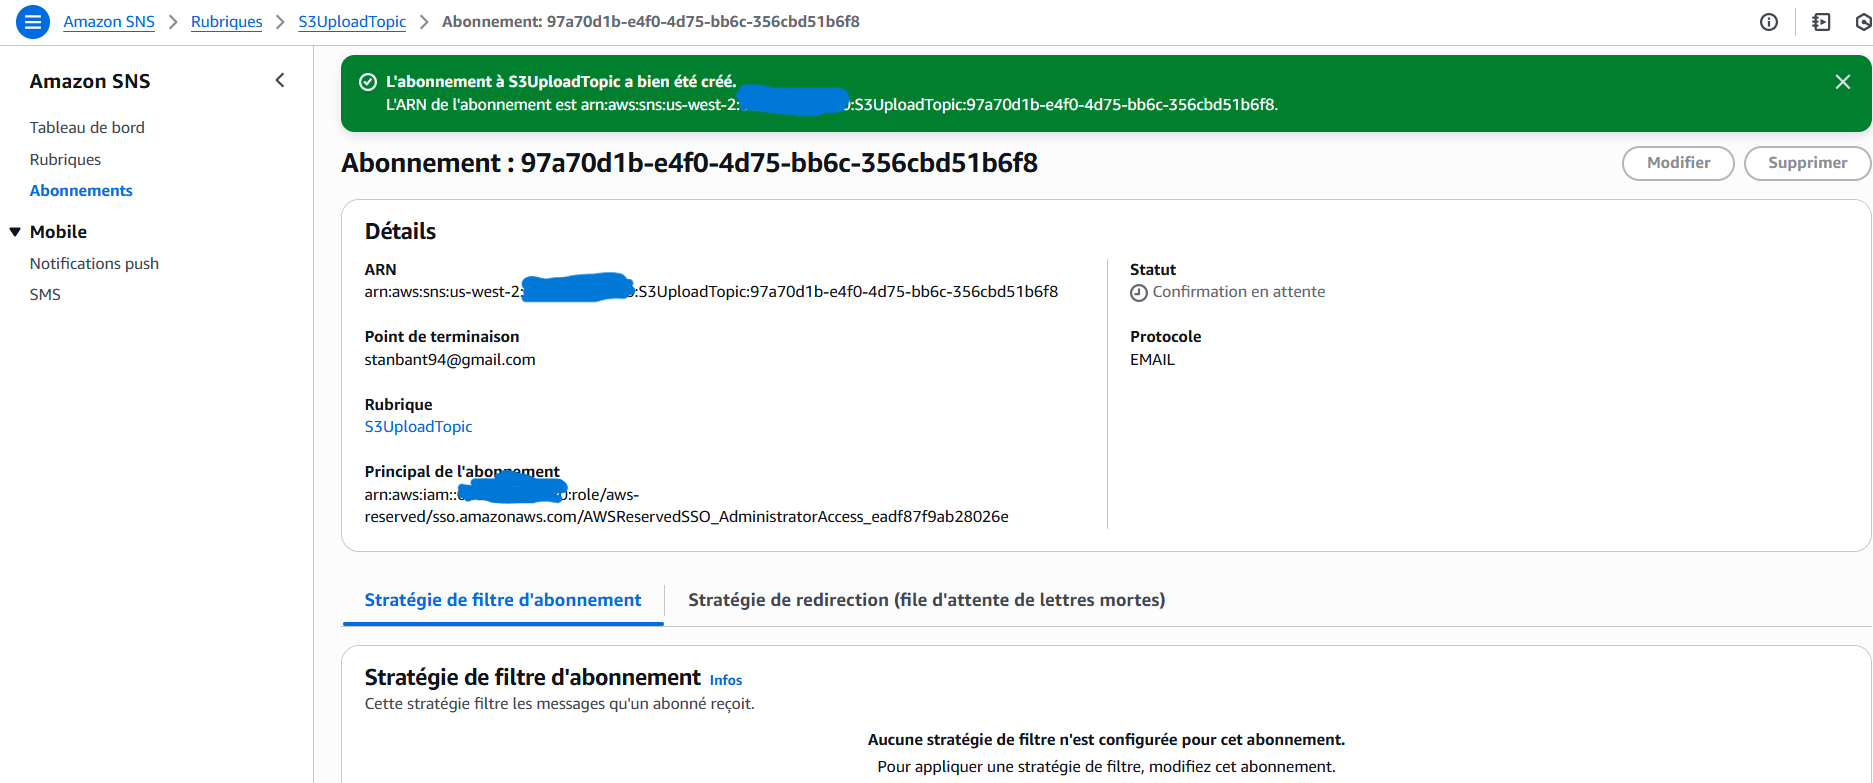 Amazon SNS > Rubriques > S3UploadTopic > Abonnement: 97a70d1b-e4f0-4d75-bb6c-356cbd51b6f8
Amazon SNS
Tableau de bord
Rubriques
Abonnements
Mobile
Notifications push
SMS
L'abonnement à S3UploadTopic a bien été créé.
L'ARN de l'abonnement est arn:aws:sns:us-west-2: :S3UploadTopic:97a70d1b-e4f0-4d75-bb6c-356cbd51b6f8.
Abonnement : 97a70d1b-e4f0-4d75-bb6c-356cbd51b6f8
Modifier
Supprimer
Détails
ARN
arn:aws:sns:us-west-2: :S3UploadTopic:97a70d1b-e4f0-4d75-bb6c-356cbd51b6f8
Point de terminaison
stanbant94@gmail.com
Rubrique
S3UploadTopic
Principal de l'abonnement
arn:aws:iam:: :role/aws-
reserved/sso.amazonaws.com/AWSReservedSSO_AdministratorAccess_eadf87f9ab28026e
Statut
Confirmation en attente
Protocole
EMAIL
Stratégie de filtre d'abonnement
Stratégie de redirection (file d'attente de lettres mortes)
Stratégie de filtre d'abonnement Infos
Cette stratégie filtre les messages qu'un abonné reçoit.
Aucune stratégie de filtre n'est configurée pour cet abonnement.
Pour appliquer une stratégie de filtre, modifiez cet abonnement.